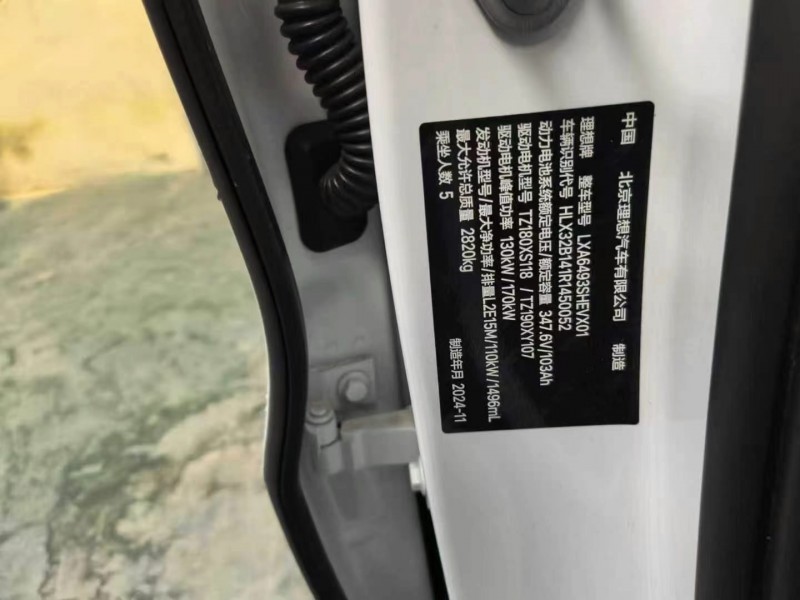 中国 北京理想汽车有限公司 制造
理想牌 整车型号 LXA6493SHEVX01
车辆识别代号 HLX32B141R1450052
动力电池系统额定电压/额定容量 347.6V/103Ah
驱动电机型号 TZ180XS118 / TZ190XY107
驱动电机峰值功率 130kW/170kW
发动机型号/最大净功率/排量L2E15M/110kW/1496mL
最大允许总质量 2820kg
乘坐人数 5 制造年月 2024-11